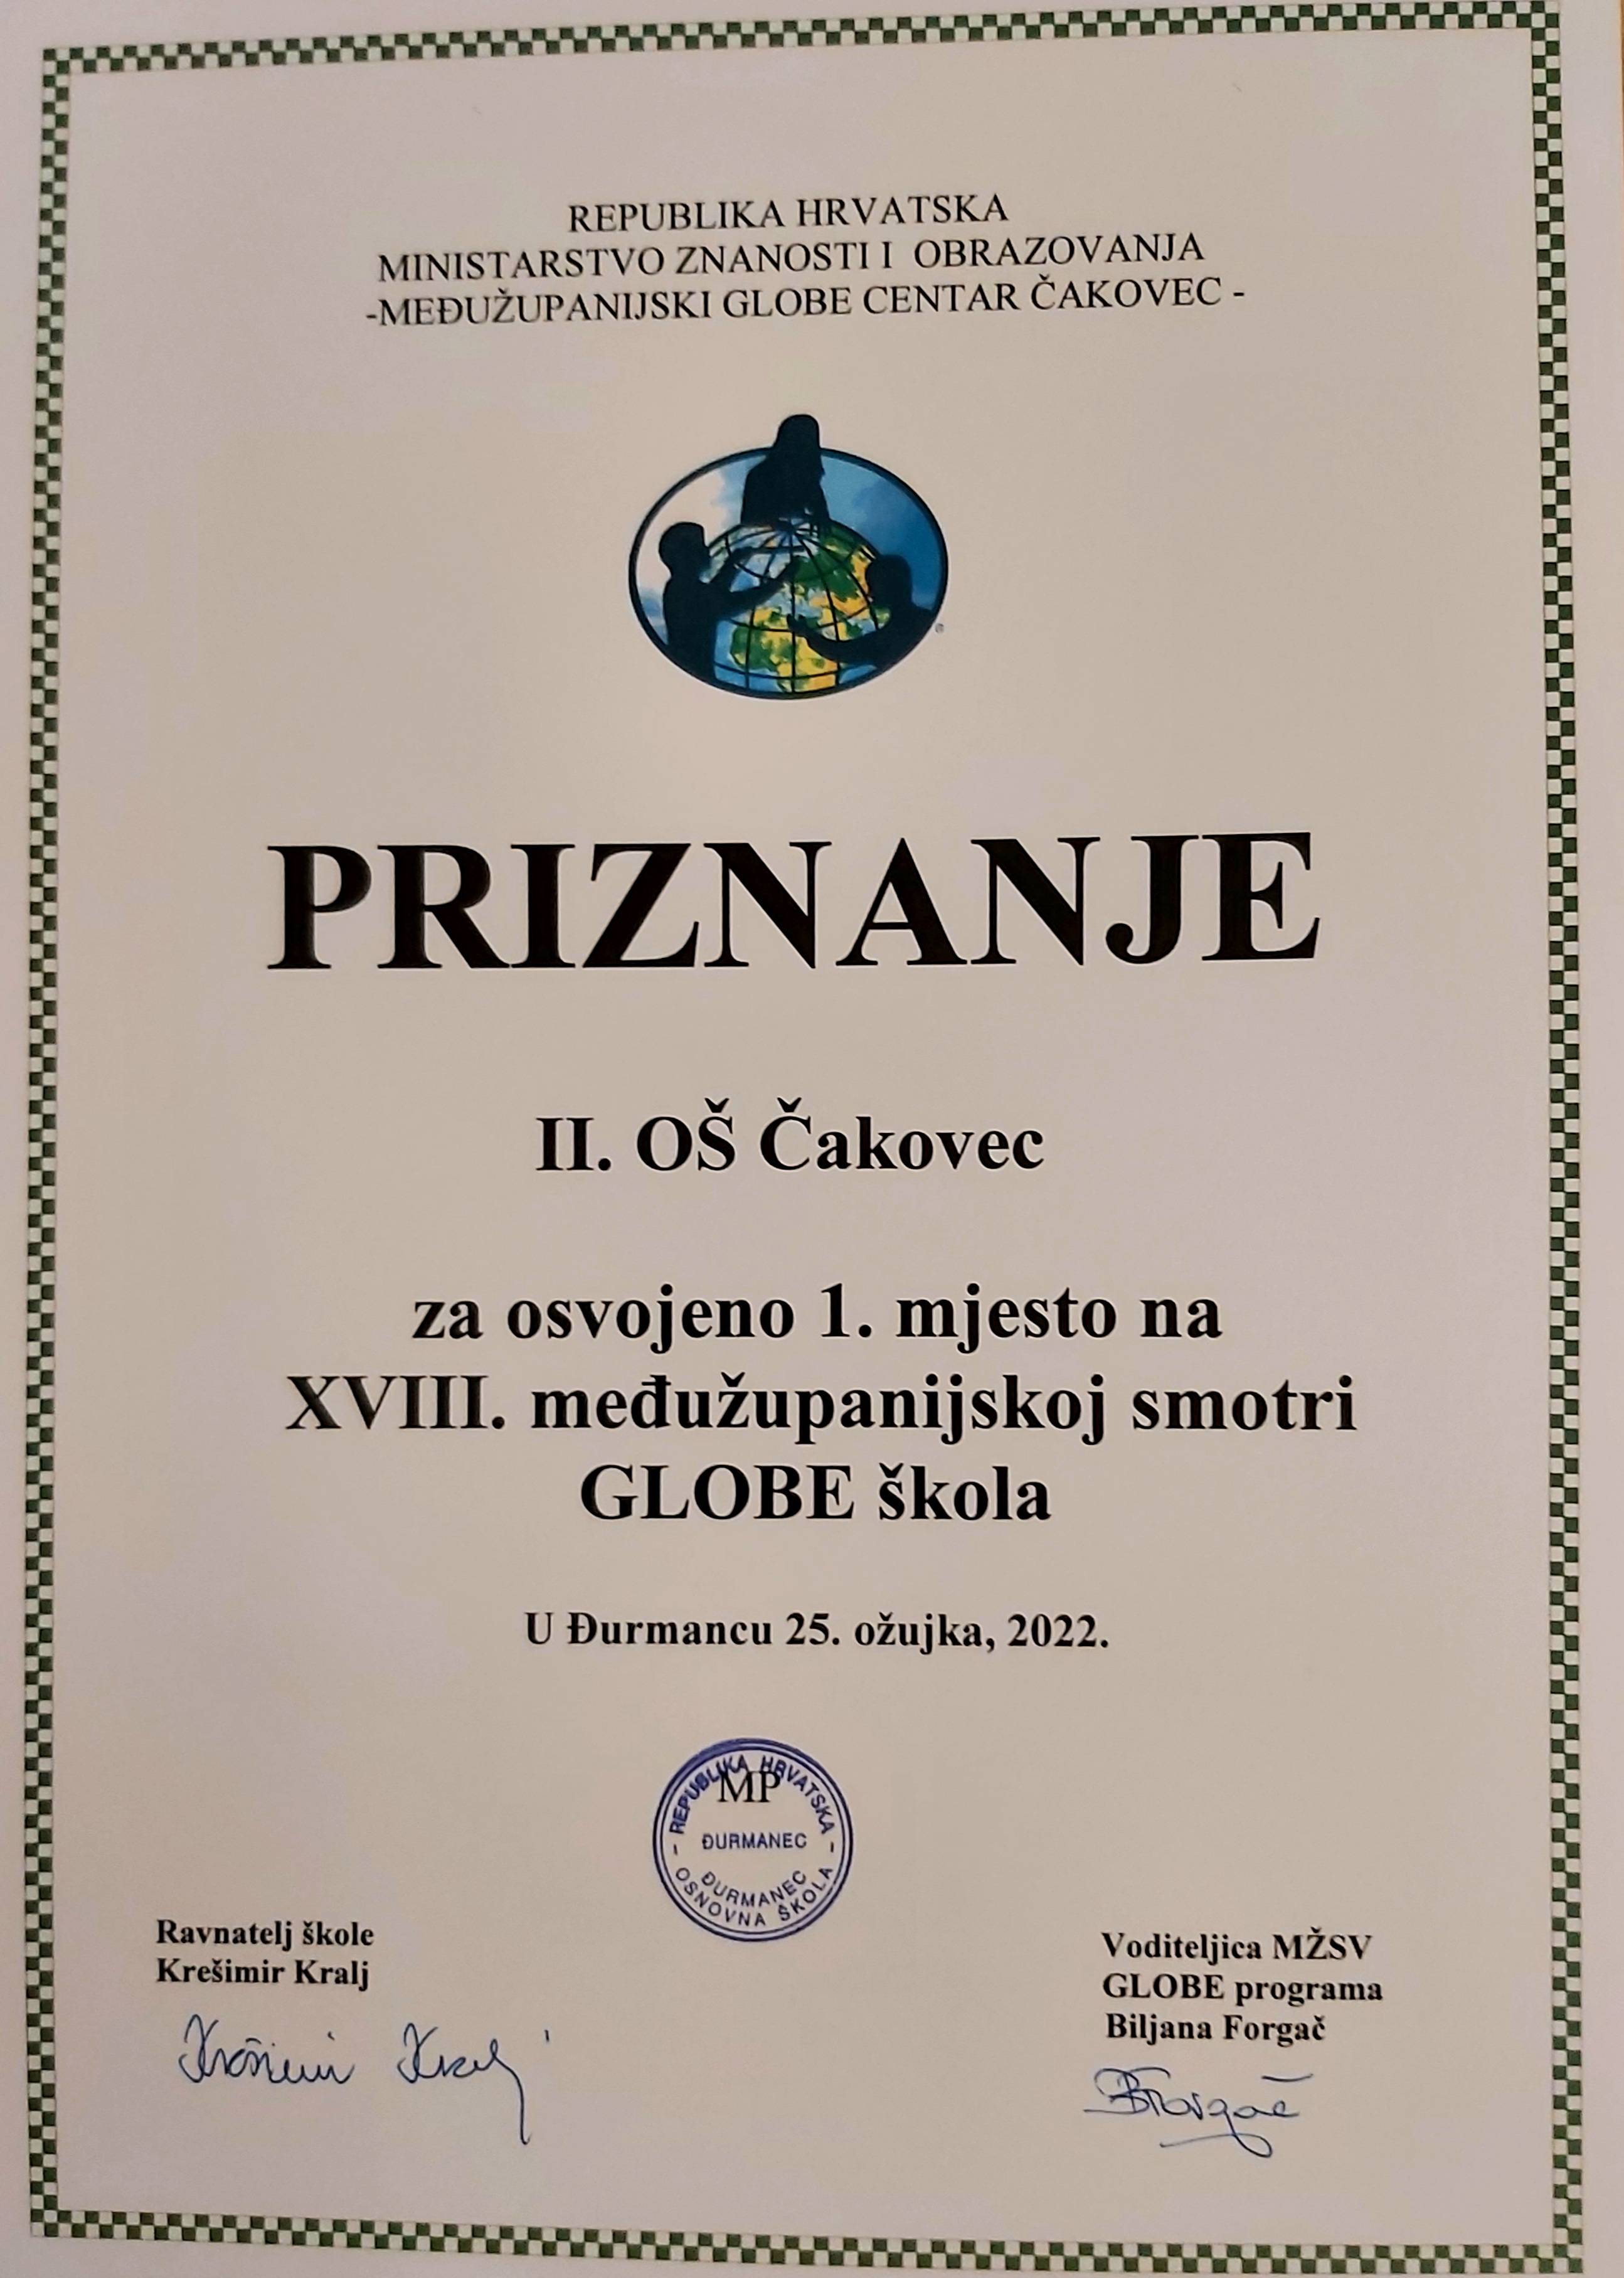 REPUBLIKA HRVATSKA
MINISTARSTVO ZNANOSTI I OBRAZOVANJA
-MEĐUŽUPANIJSKI GLOBE CENTAR ČAKOVEC -
PRIZNANJE
II. OŠ Čakovec
za osvojeno 1. mjesto na
XVIII. međužupanijskoj smotri
GLOBE škola
U Đurmancu 25. ožujka, 2022.
REPUBLIKA HRVATSKA
MP
ĐURMANEC
ĐURMANEC
OSNOVNA ŠKOLA
Ravnatelj škole
Krešimir Kralj
Krešimir Kralj
Voditeljica MŽSV
GLOBE programa
Biljana Forgač
BForgač